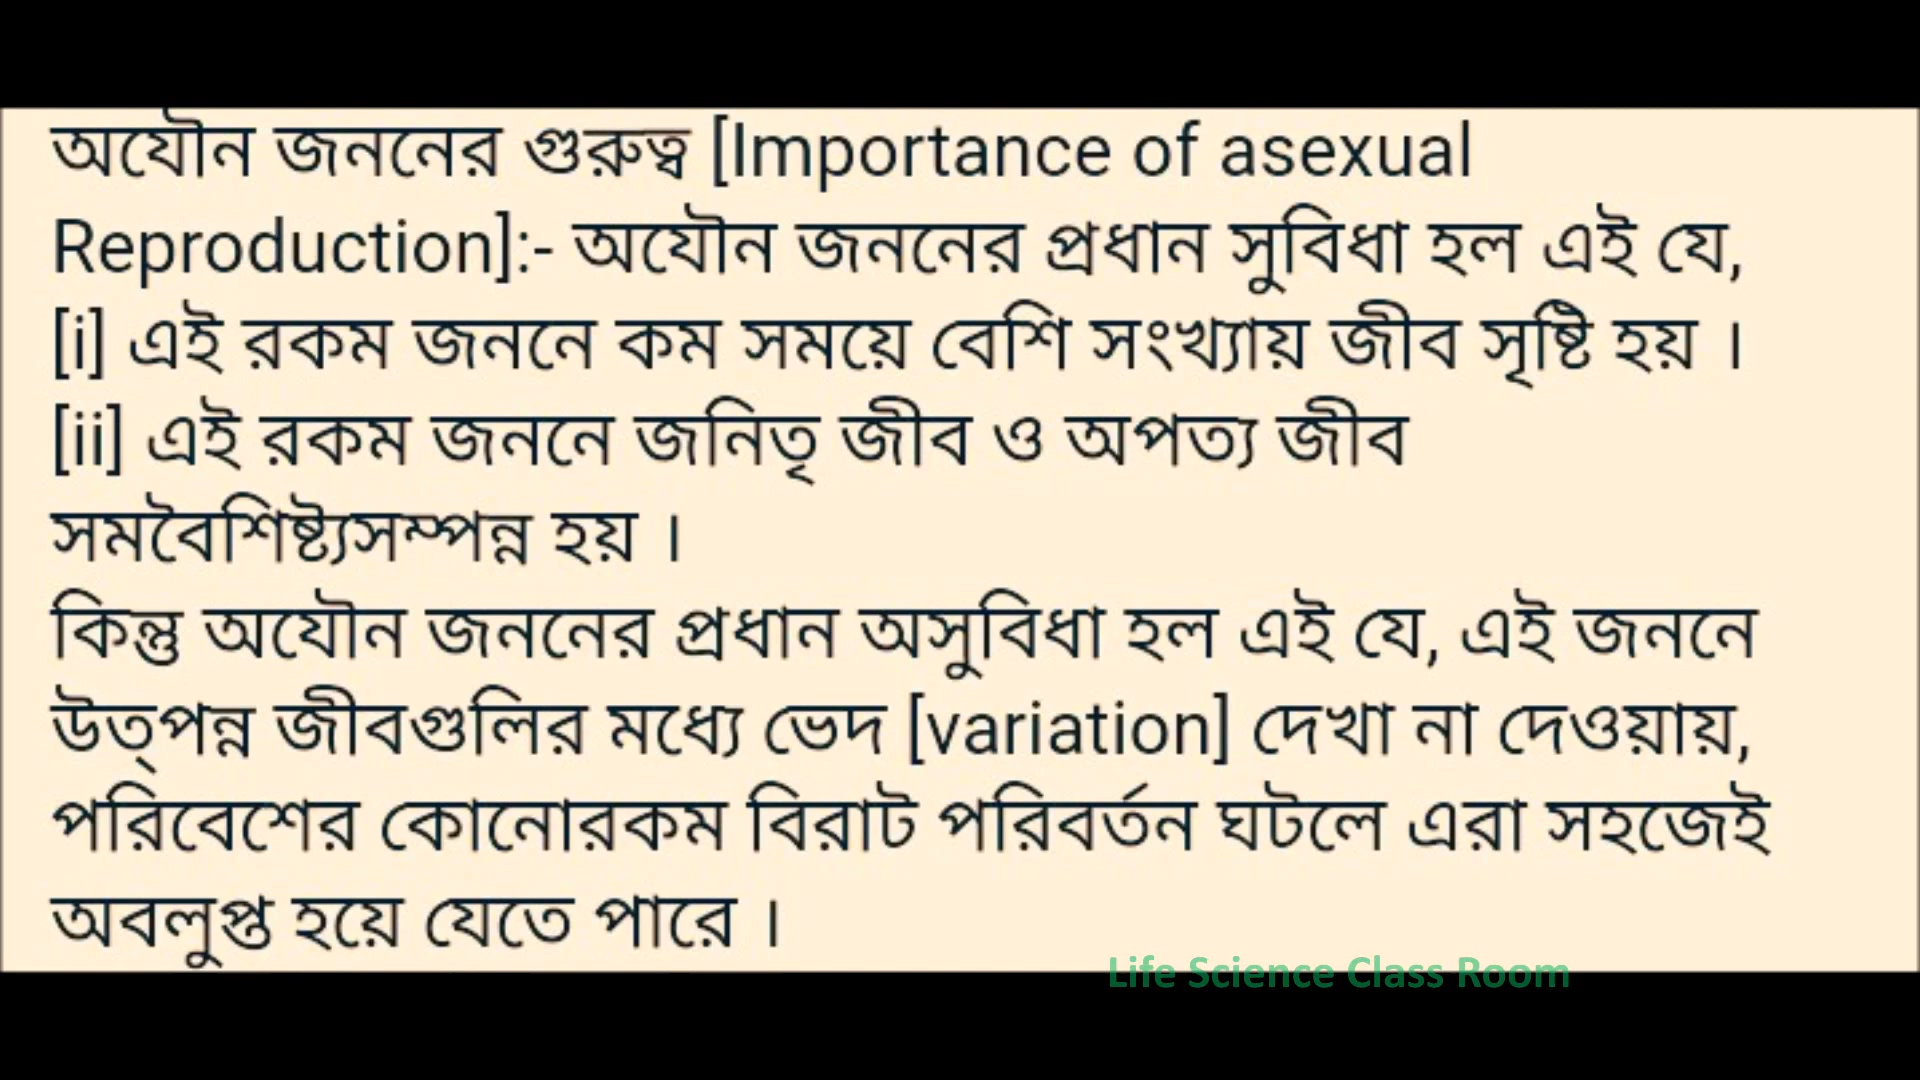 অযৌন জননের গুরুত্ব [Importance of asexual
Reproduction]:- অযৌন জননের প্রধান সুবিধা হল এই যে,
[i] এই রকম জননে কম সময়ে বেশি সংখ্যায় জীব সৃষ্টি হয় ।
[ii] এই রকম জননে জনিতৃ জীব ও অপত্য জীব
সমবৈশিষ্ট্যসম্পন্ন হয় ।
কিন্তু অযৌন জননের প্রধান অসুবিধা হল এই যে, এই জননে
উত্পন্ন জীবগুলির মধ্যে ভেদ [variation] দেখা না দেওয়ায়,
পরিবেশের কোনোরকম বিরাট পরিবর্তন ঘটলে এরা সহজেই
অবলুপ্ত হয়ে যেতে পারে ।
Life Science Class Room